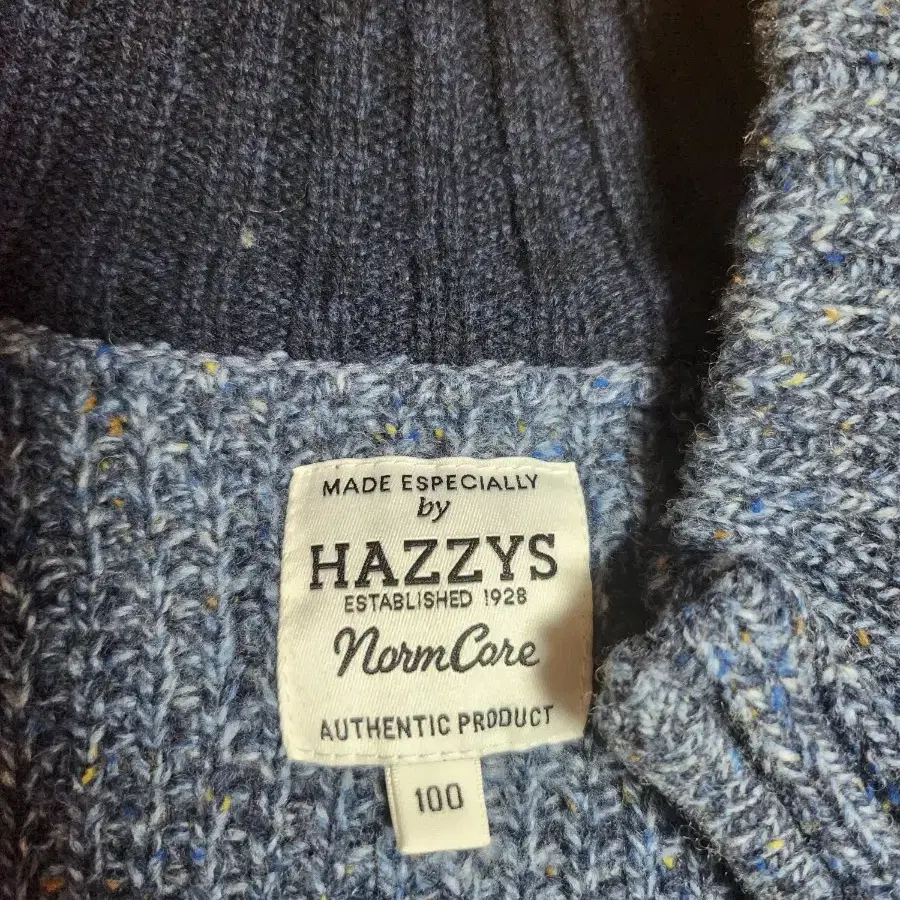 MADE ESPECIALLY
by
HAZZYS
ESTABLISHED 1928
NormCore
AUTHENTIC PRODUCT
100